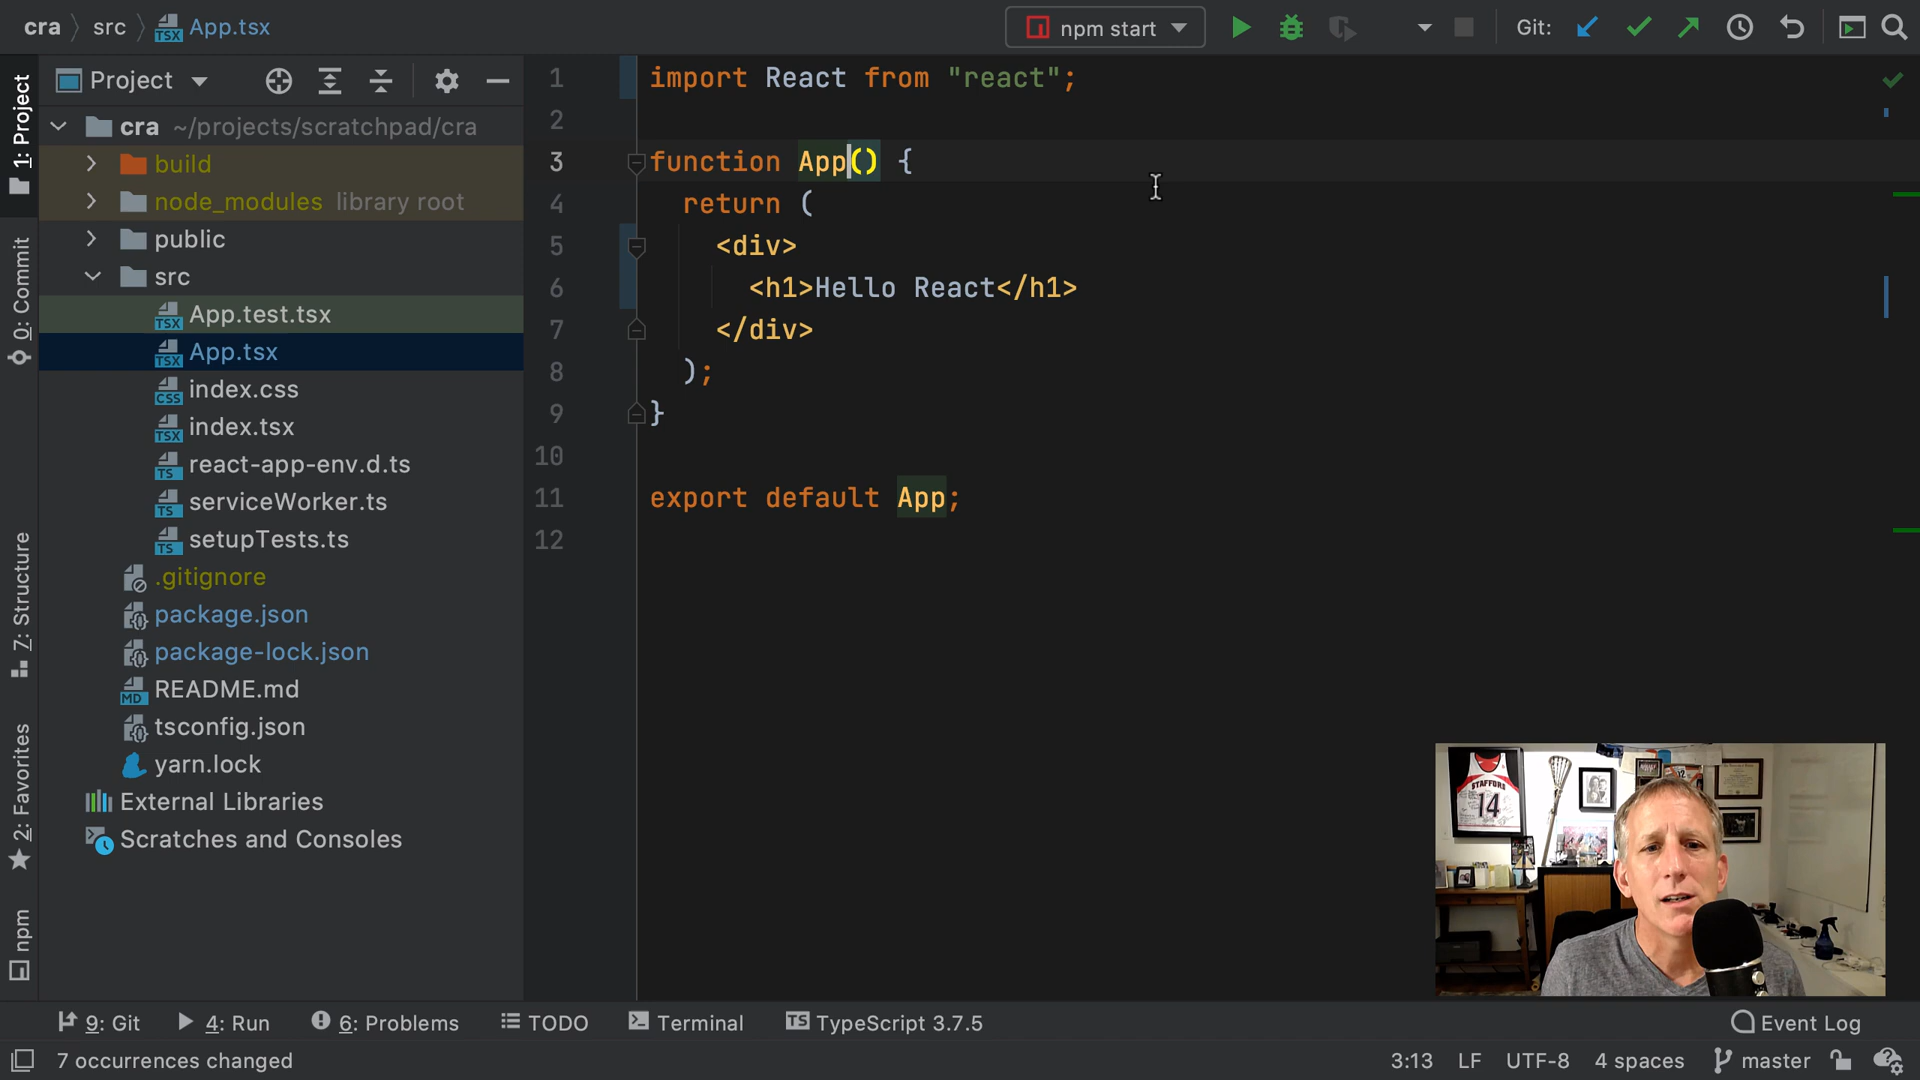 cra src App.tsx npm start Git:
1: Project
0: Commit
7: Structure
2: Favorites
npm
Project
cra ~/projects/scratchpad/cra
build
node_modules library root
public
src
App.test.tsx
App.tsx
index.css
index.tsx
react-app-env.d.ts
serviceWorker.ts
setupTests.ts
.gitignore
package.json
package-lock.json
README.md
tsconfig.json
yarn.lock
External Libraries
Scratches and Consoles
1 import React from "react";
2
3 function App() {
4 return (
5 <div>
6 <h1>Hello React</h1>
7 </div>
8 );
9 }
10
11 export default App;
12
STAFFORD
14
9: Git 4: Run 6: Problems TODO Terminal TS TypeScript 3.7.5 Event Log
7 occurrences changed 3:13 LF UTF-8 4 spaces master